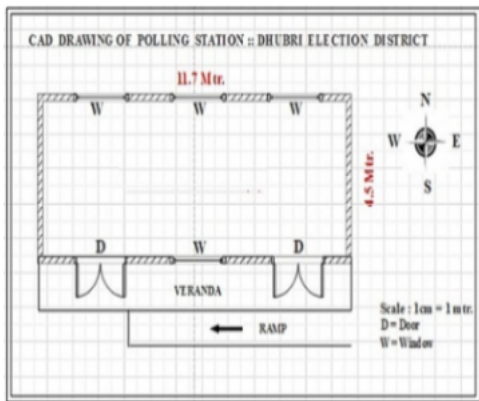 CAD DRAWING OF POLLING STATION :: DHUBRI ELECTION DISTRICT
11.7 Mtr.
W W W
N
W E
S
4.5 Mtr.
D W D
VERANDA
RAMP
Scale : 1cm = 1 mtr.
D = Door
W = Window